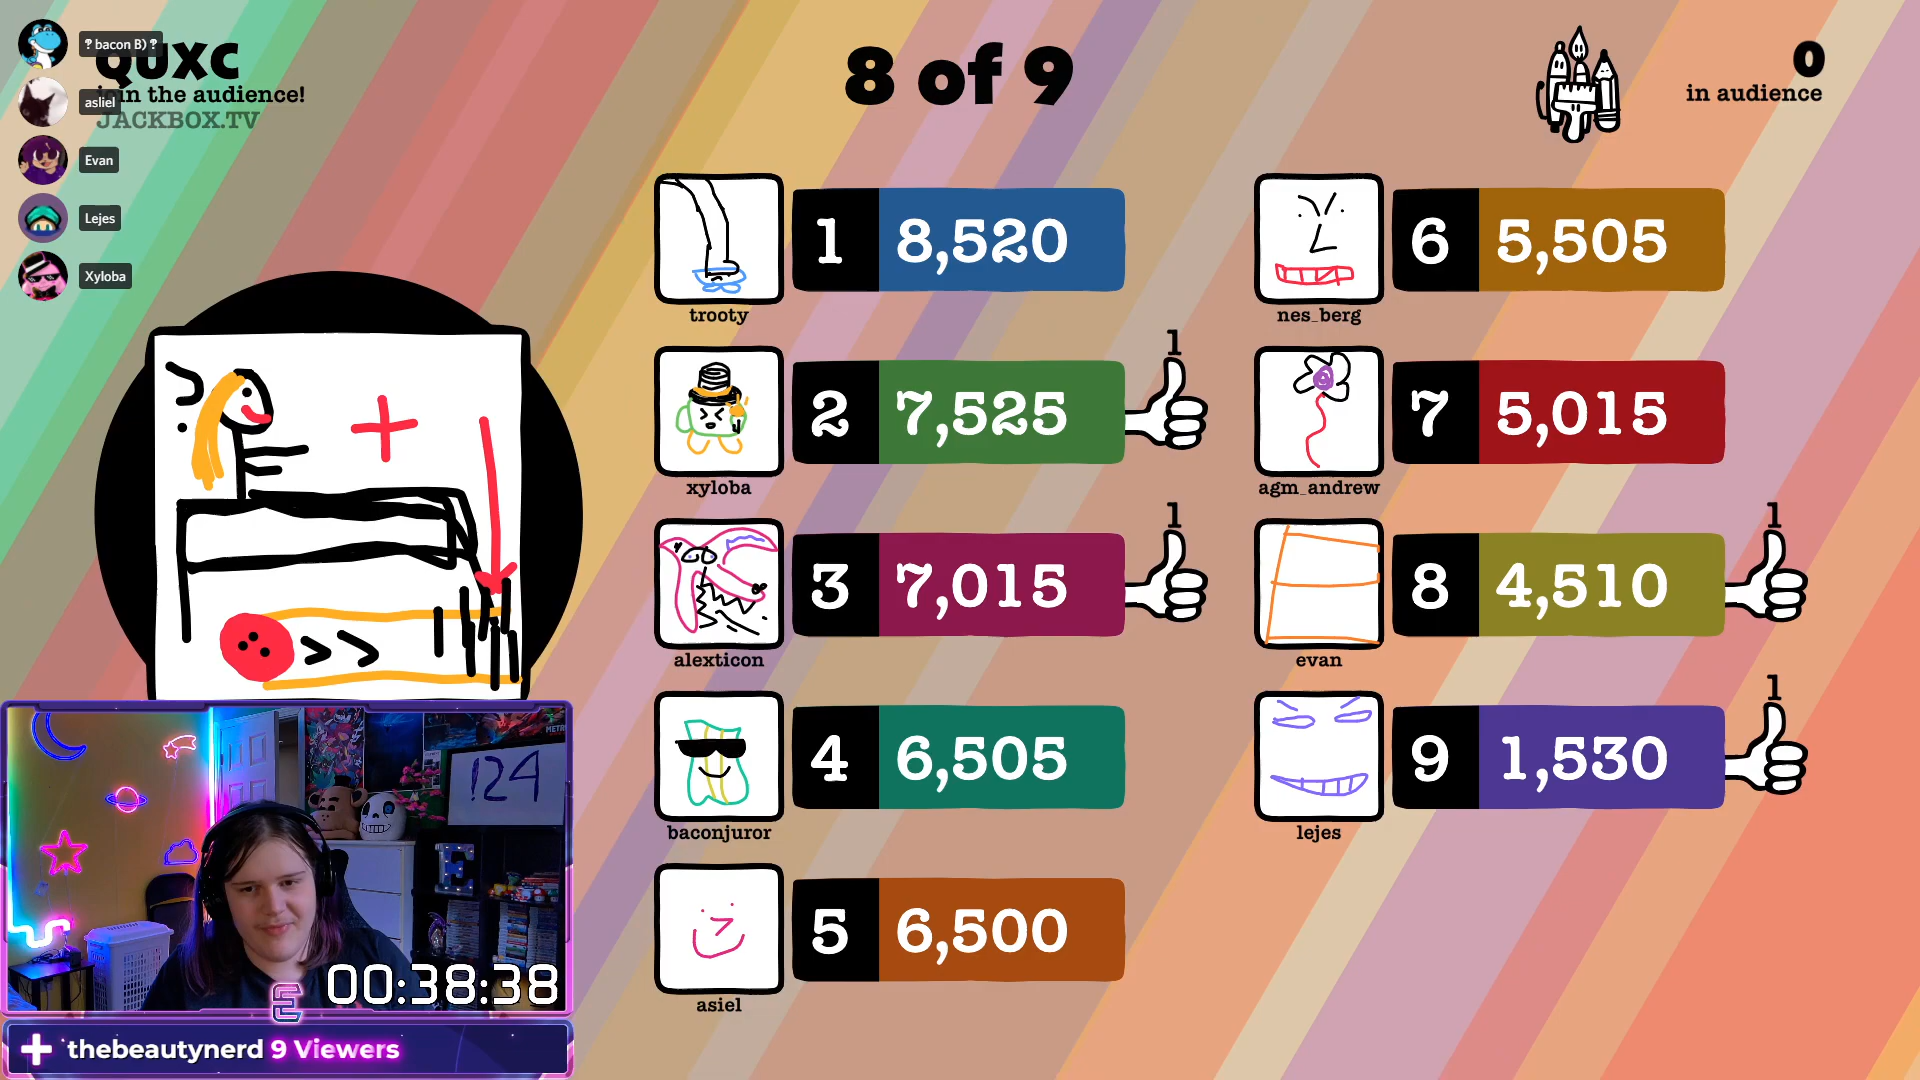 ? bacon B) ?
asliel
Evan
Lejes
Xyloba
QUXC
join the audience!
JACKBOX.TV
8 of 9
0
in audience
1 8,520
trooty
2 7,525
1
xyloba
3 7,015
1
alexticon
4 6,505
baconjuror
5 6,500
asiel
6 5,505
nes_berg
7 5,015
agm_andrew
8 4,510
1
evan
9 1,530
1
lejes
!24
E
00:38:38
thebeautynerd 9 Viewers